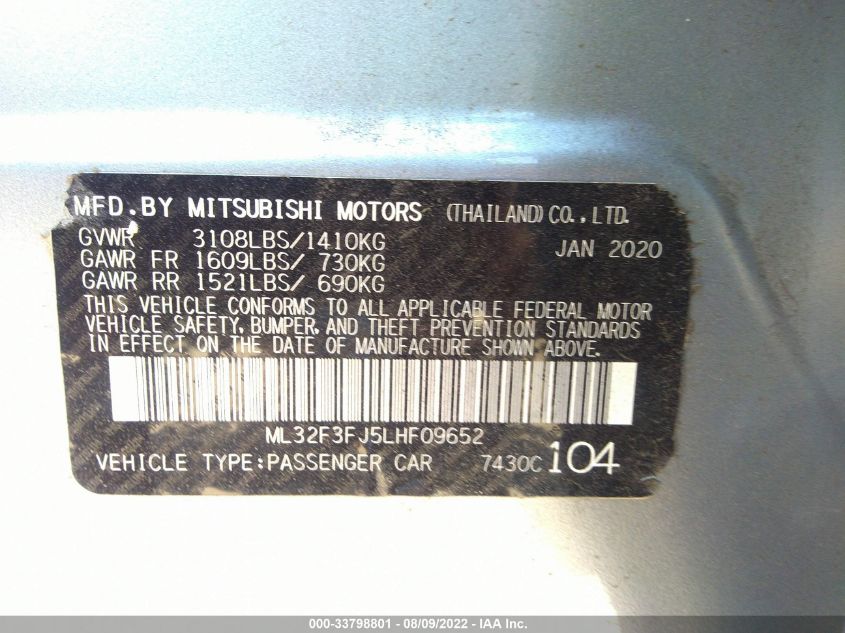 MFD.BY MITSUBISHI MOTORS (THAILAND) CO., LTD.
GVWR 3108LBS/1410KG JAN 2020
GAWR FR 1609LBS/ 730KG
GAWR RR 1521LBS/ 690KG
THIS VEHICLE CONFORMS TO ALL APPLICABLE FEDERAL MOTOR
VEHICLE SAFETY, BUMPER, AND THEFT PREVENTION STANDARDS
IN EFFECT ON THE DATE OF MANUFACTURE SHOWN ABOVE.
ML32F3FJ5LHF09652
VEHICLE TYPE:PASSENGER CAR 7430C 104
000-33798801 - 08/09/2022 - IAA Inc.